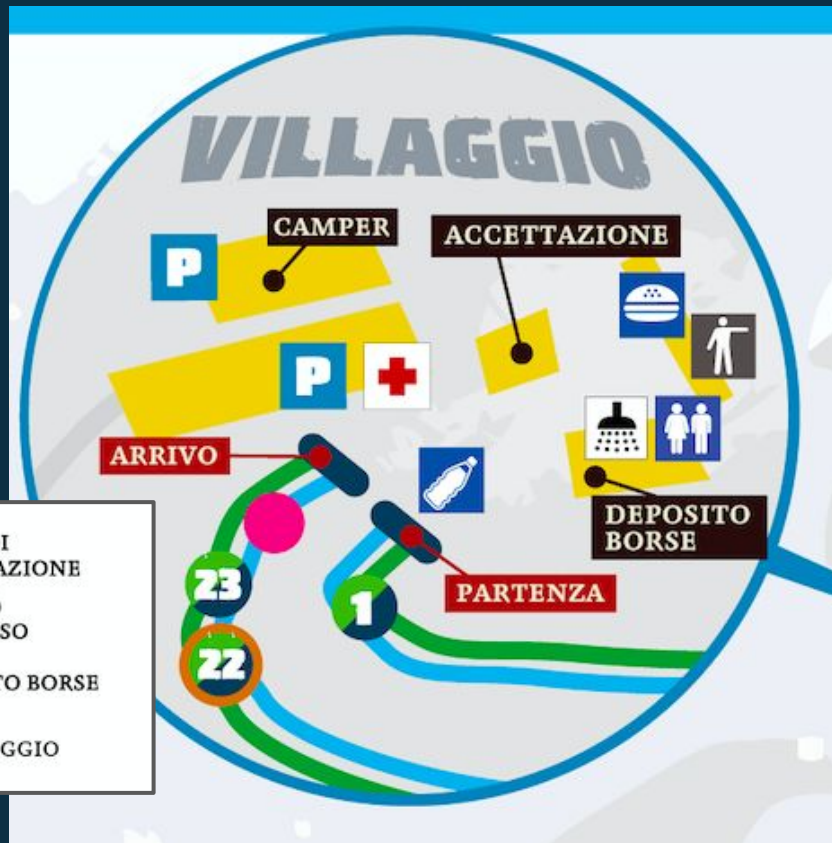 VILLAGGIO
CAMPER
ACCETTAZIONE
P
P
ARRIVO
DEPOSITO
BORSE
PARTENZA
23
1
22
I
AZIONE
SO
TO BORSE
GGIO